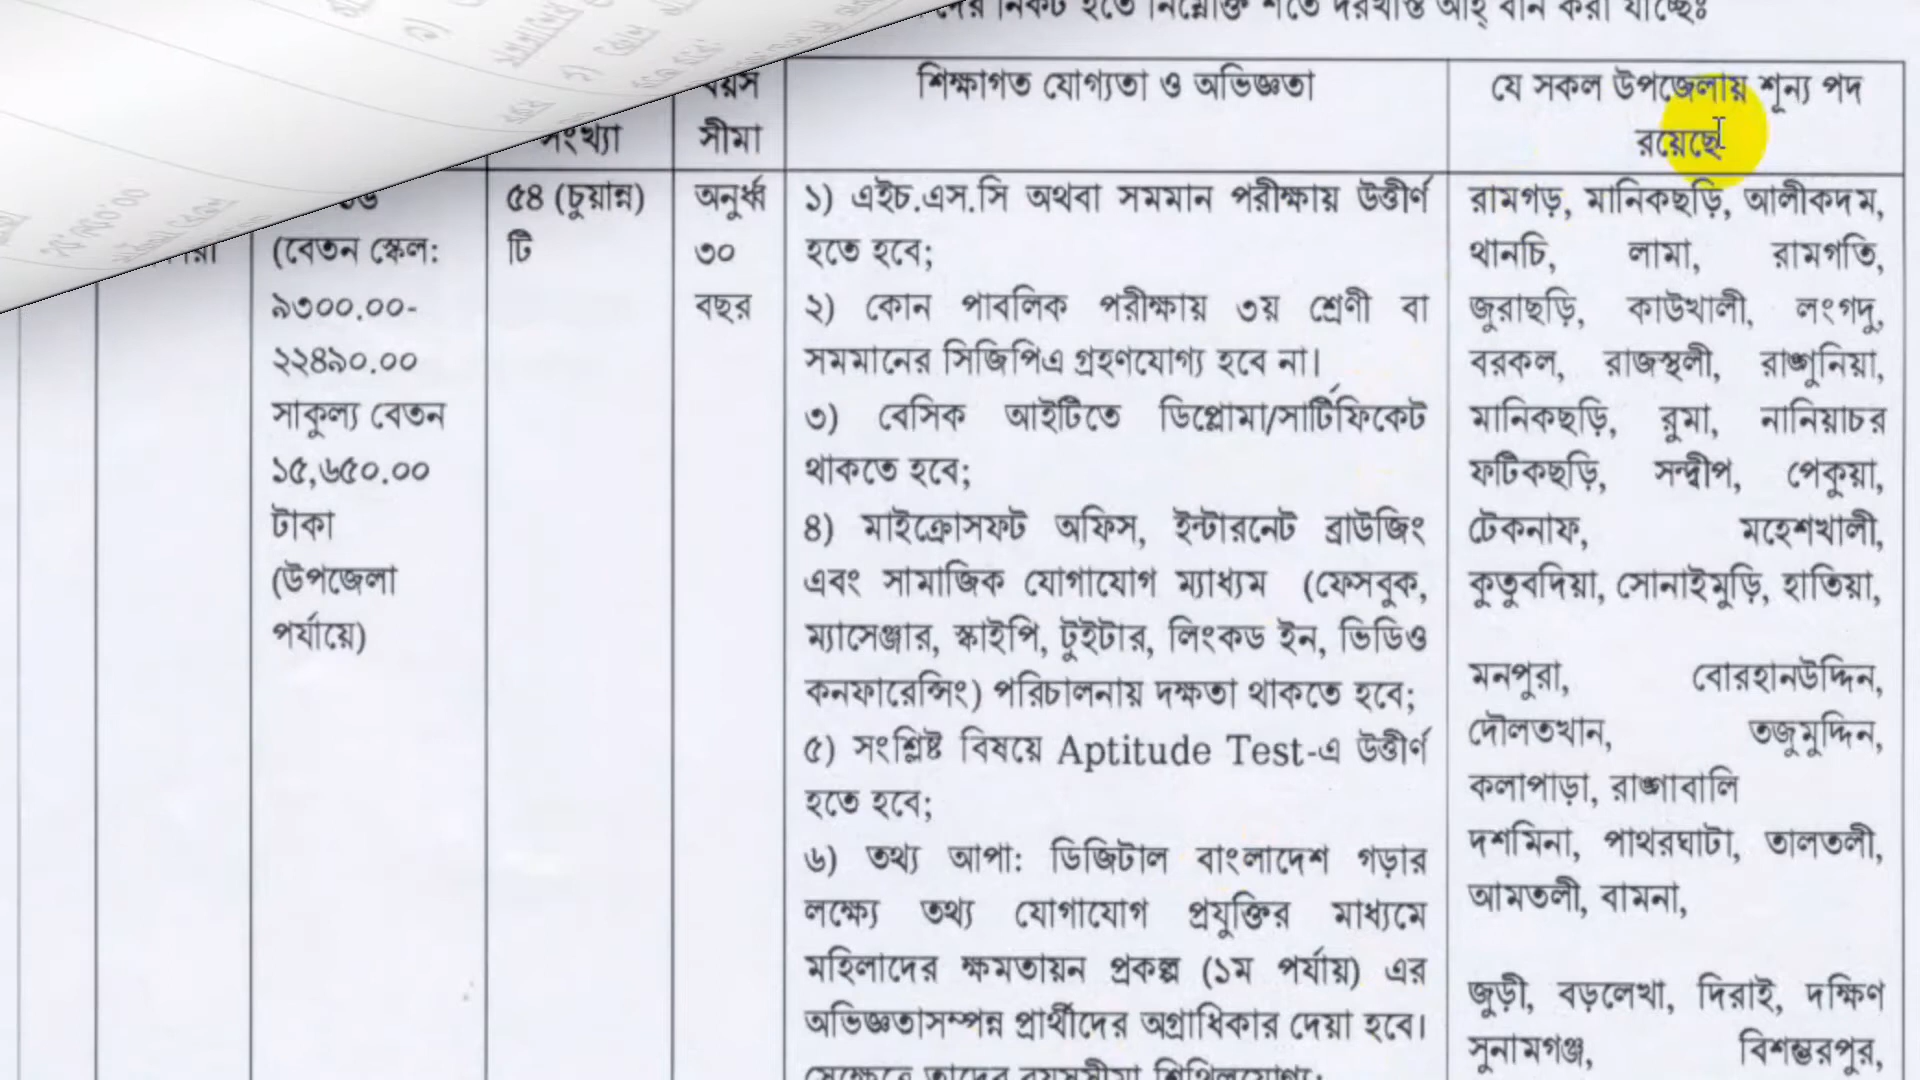 নিকট হতে নিম্নোক্ত শর্তে দরখাস্ত আহ্ বান করা যাচ্ছেঃ
সংখ্যা
বয়স
সীমা
শিক্ষাগত যোগ্যতা ও অভিজ্ঞতা
যে সকল উপজেলায় শূন্য পদ
রয়েছে
(বেতন স্কেল:
৯৩০০.০০-
২২৪৯০.০০
সাকুল্য বেতন
১৫,৬৫০.০০
টাকা
(উপজেলা
পর্যায়ে)
৫৪ (চুয়ান্ন)
টি
অনুর্ধ্ব
৩০
বছর
১) এইচ.এস.সি অথবা সমমান পরীক্ষায় উত্তীর্ণ
হতে হবে;
২) কোন পাবলিক পরীক্ষায় ৩য় শ্রেণী বা
সমমানের সিজিপিএ গ্রহণযোগ্য হবে না।
৩) বেসিক আইটিতে ডিপ্লোমা/সার্টিফিকেট
থাকতে হবে;
৪) মাইক্রোসফট অফিস, ইন্টারনেট ব্রাউজিং
এবং সামাজিক যোগাযোগ ম্যাধ্যম (ফেসবুক,
ম্যাসেঞ্জার, স্কাইপি, টুইটার, লিংকড ইন, ভিডিও
কনফারেন্সিং) পরিচালনায় দক্ষতা থাকতে হবে;
৫) সংশ্লিষ্ট বিষয়ে Aptitude Test-এ উত্তীর্ণ
হতে হবে;
৬) তথ্য আপা: ডিজিটাল বাংলাদেশ গড়ার
লক্ষ্যে তথ্য যোগাযোগ প্রযুক্তির মাধ্যমে
মহিলাদের ক্ষমতায়ন প্রকল্প (১ম পর্যায়) এর
অভিজ্ঞতাসম্পন্ন প্রার্থীদের অগ্রাধিকার দেয়া হবে।
সেক্ষেত্রে তাদের বয়সসীমা শিথিলযোগ্য;
রামগড়, মানিকছড়ি, আলীকদম,
থানচি, লামা, রামগতি,
জুরাছড়ি, কাউখালী, লংগদু,
বরকল, রাজস্থলী, রাঙ্গুনিয়া,
মানিকছড়ি, রুমা, নানিয়াচর
ফটিকছড়ি, সন্দ্বীপ, পেকুয়া,
টেকনাফ, মহেশখালী,
কুতুবদিয়া, সোনাইমুড়ি, হাতিয়া,
মনপুরা, বোরহানউদ্দিন,
দৌলতখান, তজুমুদ্দিন,
কলাপাড়া, রাঙ্গাবালি
দশমিনা, পাথরঘাটা, তালতলী,
আমতলী, বামনা,
জুড়ী, বড়লেখা, দিরাই, দক্ষিণ
সুনামগঞ্জ, বিশম্ভরপুর,